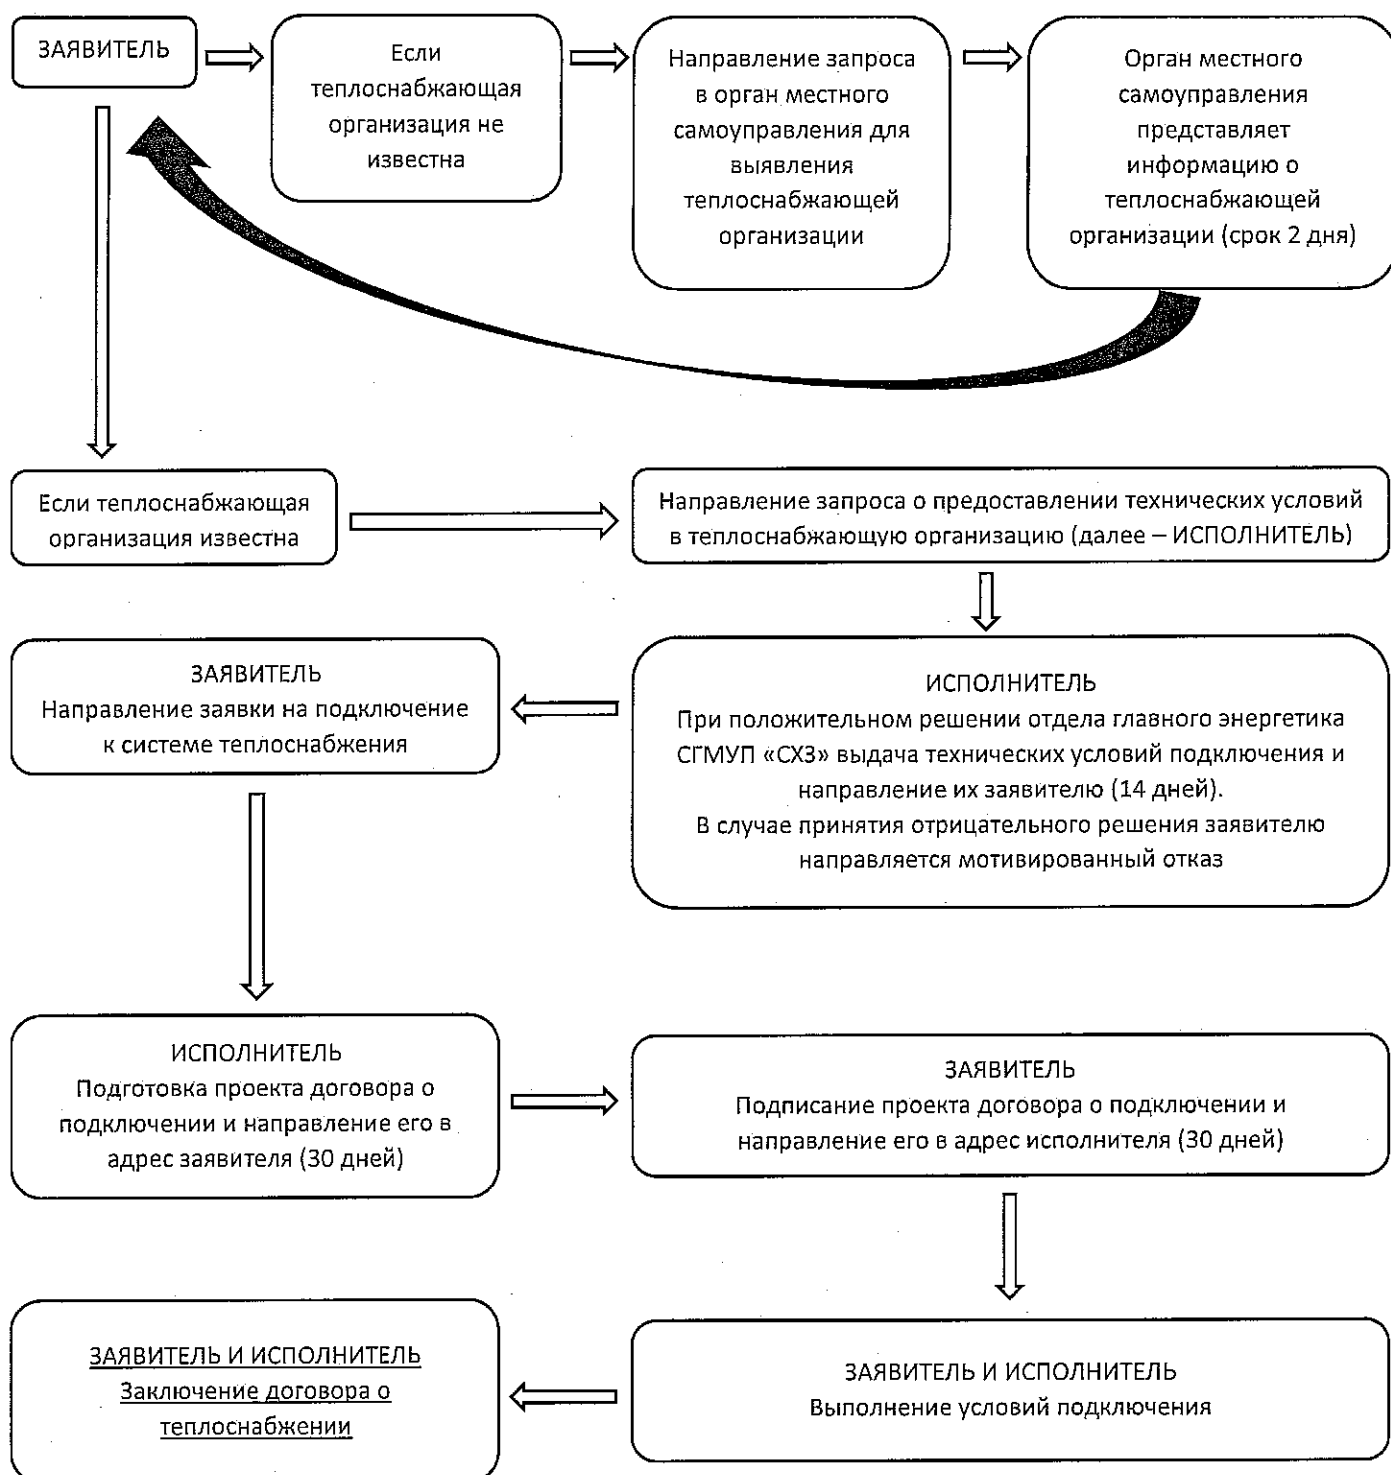 ЗАЯВИТЕЛЬ
Если
теплоснабжающая
организация не
известна
Направление запроса
в орган местного
самоуправления для
выявления
теплоснабжающей
организации
Орган местного
самоуправления
представляет
информацию о
теплоснабжающей
организации (срок 2 дня)
Если теплоснабжающая
организация известна
Направление запроса о предоставлении технических условий
в теплоснабжающую организацию (далее – ИСПОЛНИТЕЛЬ)
ЗАЯВИТЕЛЬ
Направление заявки на подключение
к системе теплоснабжения
ИСПОЛНИТЕЛЬ
При положительном решении отдела главного энергетика
СГМУП «СХЗ» выдача технических условий подключения и
направление их заявителю (14 дней).
В случае принятия отрицательного решения заявителю
направляется мотивированный отказ
ИСПОЛНИТЕЛЬ
Подготовка проекта договора о
подключении и направление его в
адрес заявителя (30 дней)
ЗАЯВИТЕЛЬ
Подписание проекта договора о подключении и
направление его в адрес исполнителя (30 дней)
ЗАЯВИТЕЛЬ И ИСПОЛНИТЕЛЬ
Заключение договора о
теплоснабжении
ЗАЯВИТЕЛЬ И ИСПОЛНИТЕЛЬ
Выполнение условий подключения